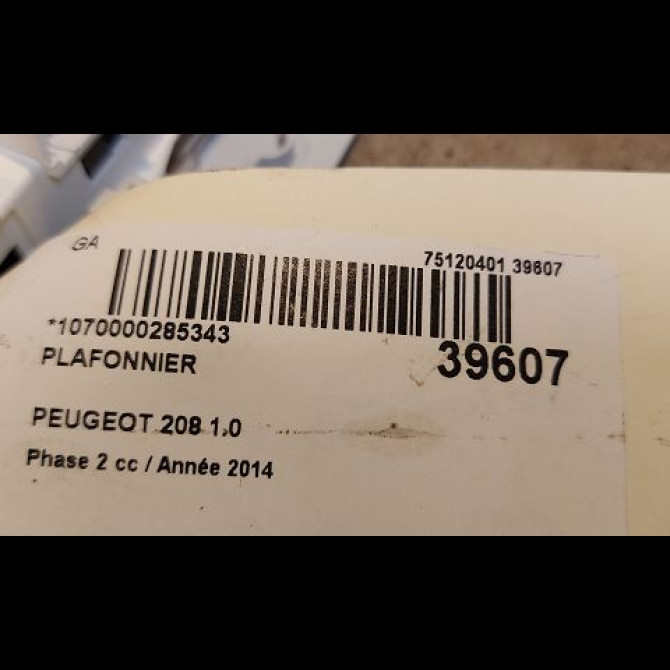 GA
75120401 39607
*1070000285343
39607
PLAFONNIER
PEUGEOT 208 1.0
Phase 2 cc / Année 2014